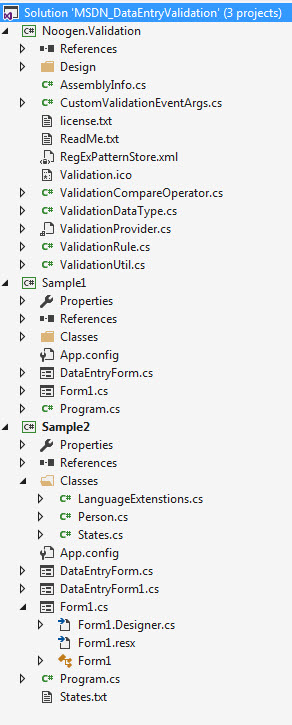 Solution 'MSDN_DataEntryValidation' (3 projects)
C# Noogen.Validation
References
Design
C# AssemblyInfo.cs
C# CustomValidationEventArgs.cs
license.txt
ReadMe.txt
RegExPatternStore.xml
Validation.ico
C# ValidationCompareOperator.cs
C# ValidationDataType.cs
ValidationProvider.cs
C# ValidationRule.cs
C# ValidationUtil.cs
C# Sample1
Properties
References
Classes
App.config
DataEntryForm.cs
Form1.cs
C# Program.cs
C# Sample2
Properties
References
Classes
C# LanguageExtenstions.cs
C# Person.cs
C# States.cs
App.config
DataEntryForm.cs
DataEntryForm1.cs
Form1.cs
Form1.Designer.cs
Form1.resx
Form1
C# Program.cs
States.txt